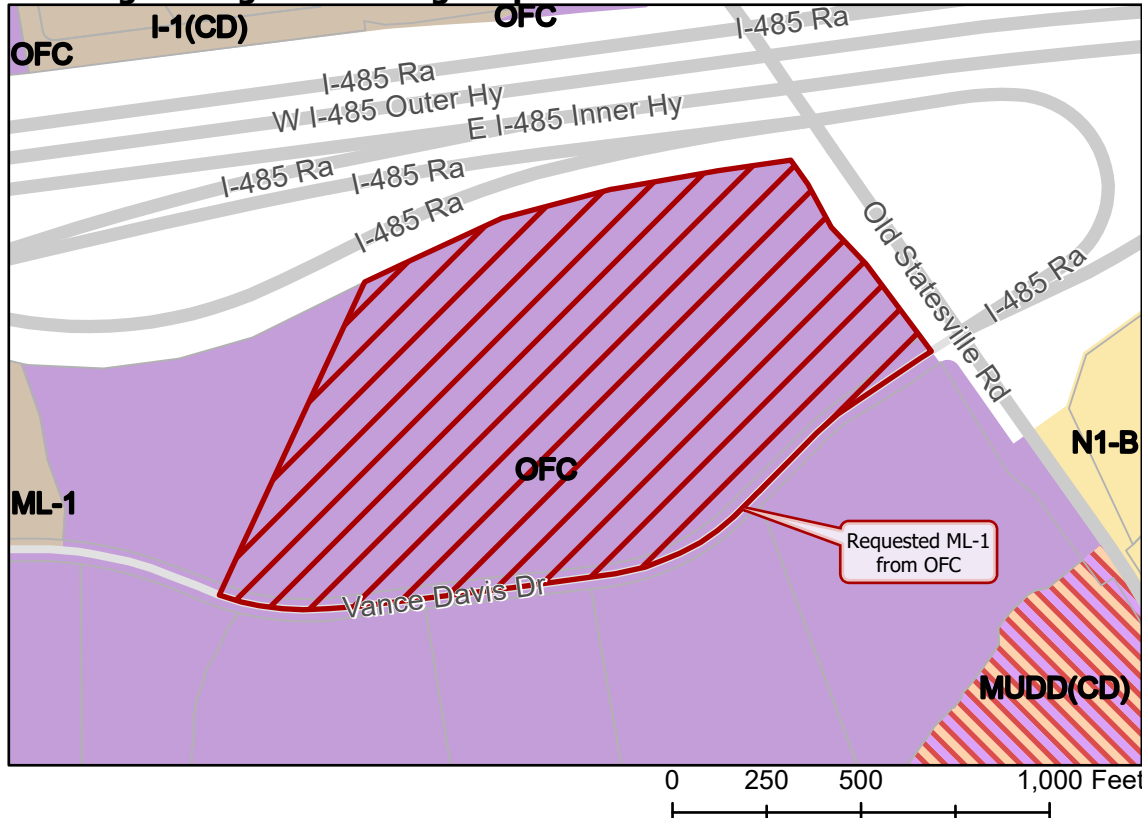 I-1(CD)
OFC
OFC
I-485 Ra
I-485 Ra
W I-485 Outer Hy
E I-485 Inner Hy
I-485 Ra
I-485 Ra
I-485 Ra
Old Statesville Rd
I-485 Ra
N1-B
OFC
ML-1
Requested ML-1
from OFC
Vance Davis Dr
MUDD(CD)
0 250 500 1,000 Feet